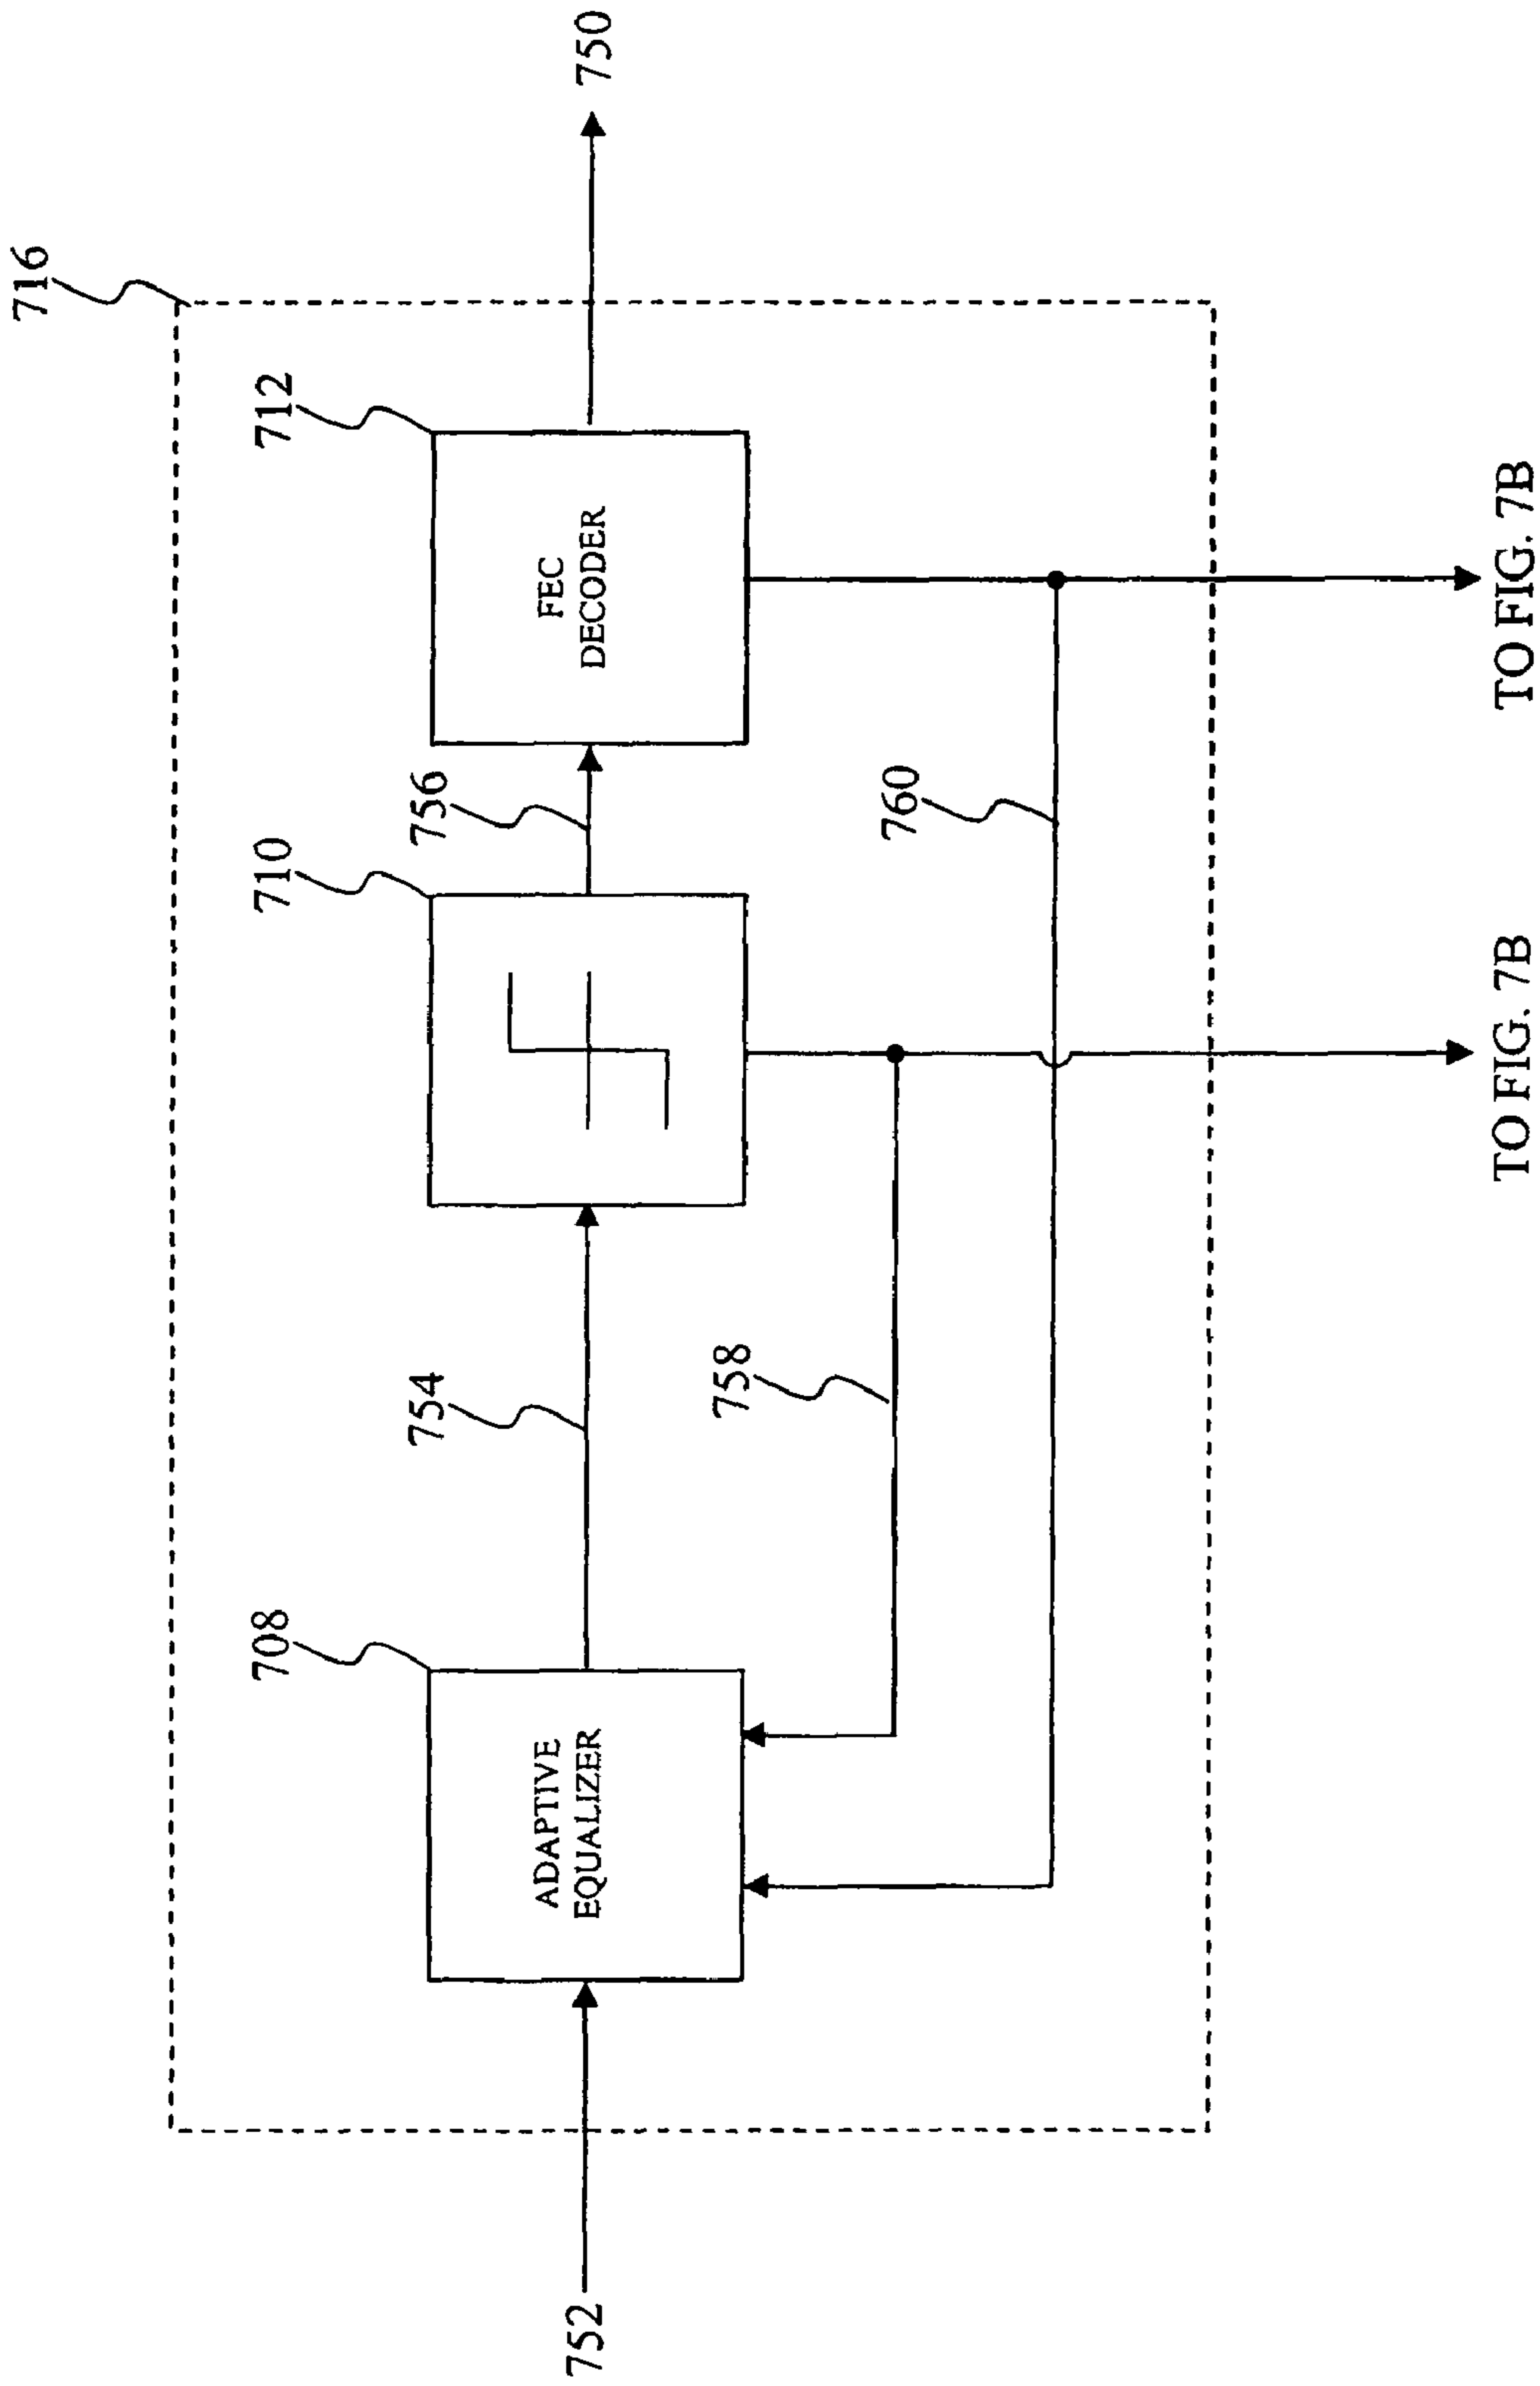 716
712
710
708
756
754
750
752
FEC
DECODER
ADAPTIVE
EQUALIZER
760
758
TO FIG. 7B
TO FIG. 7B